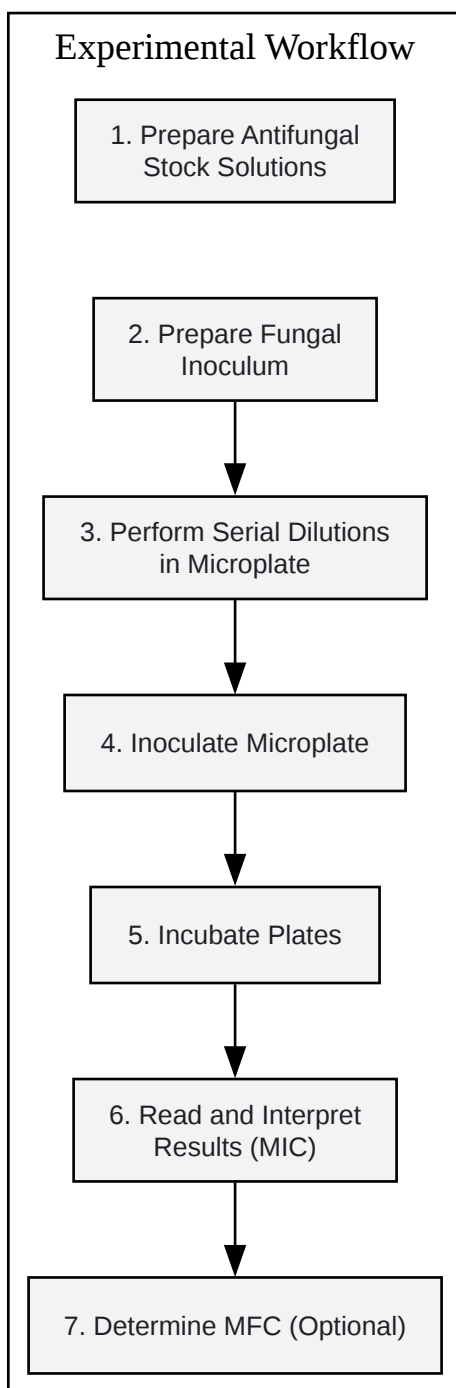 Experimental Workflow
1. Prepare Antifungal
Stock Solutions
2. Prepare Fungal
Inoculum
3. Perform Serial Dilutions
in Microplate
4. Inoculate Microplate
5. Incubate Plates
6. Read and Interpret
Results (MIC)
7. Determine MFC (Optional)